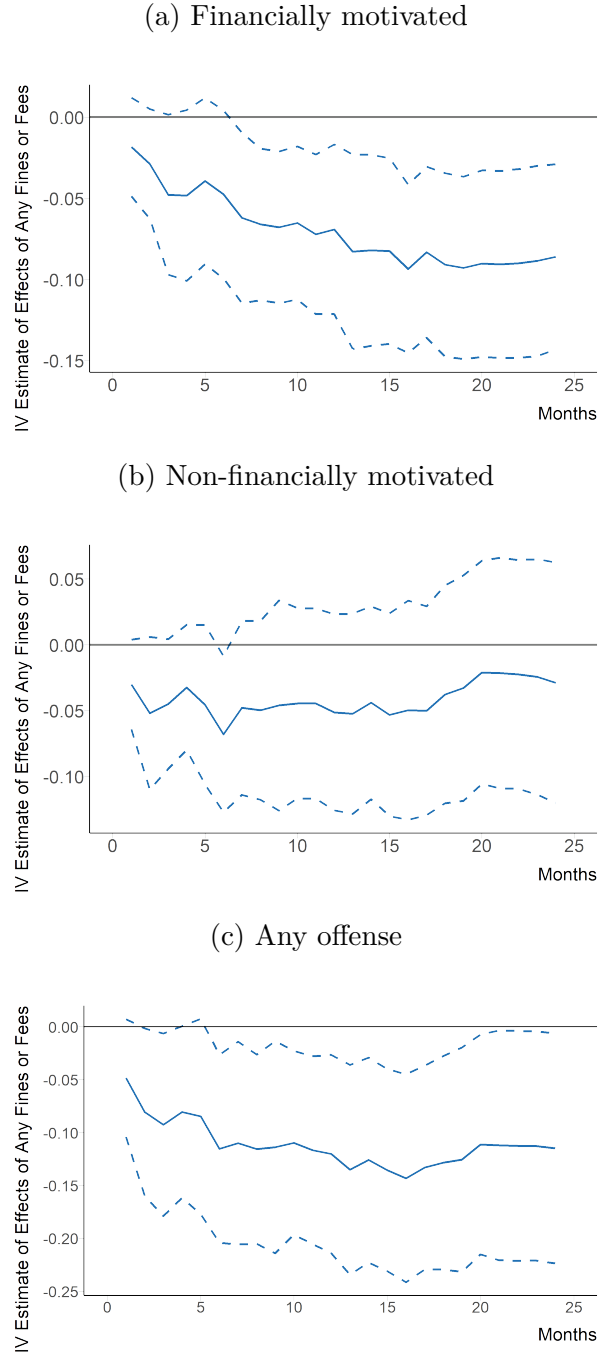 (a) Financially motivated
IV Estimate of Effects of Any Fines or Fees
0.00
-0.05
-0.10
-0.15
0 5 10 15 20 25
Months
(b) Non-financially motivated
IV Estimate of Effects of Any Fines or Fees
0.05
0.00
-0.05
-0.10
0 5 10 15 20 25
Months
(c) Any offense
IV Estimate of Effects of Any Fines or Fees
0.00
-0.05
-0.10
-0.15
-0.20
-0.25
0 5 10 15 20 25
Months